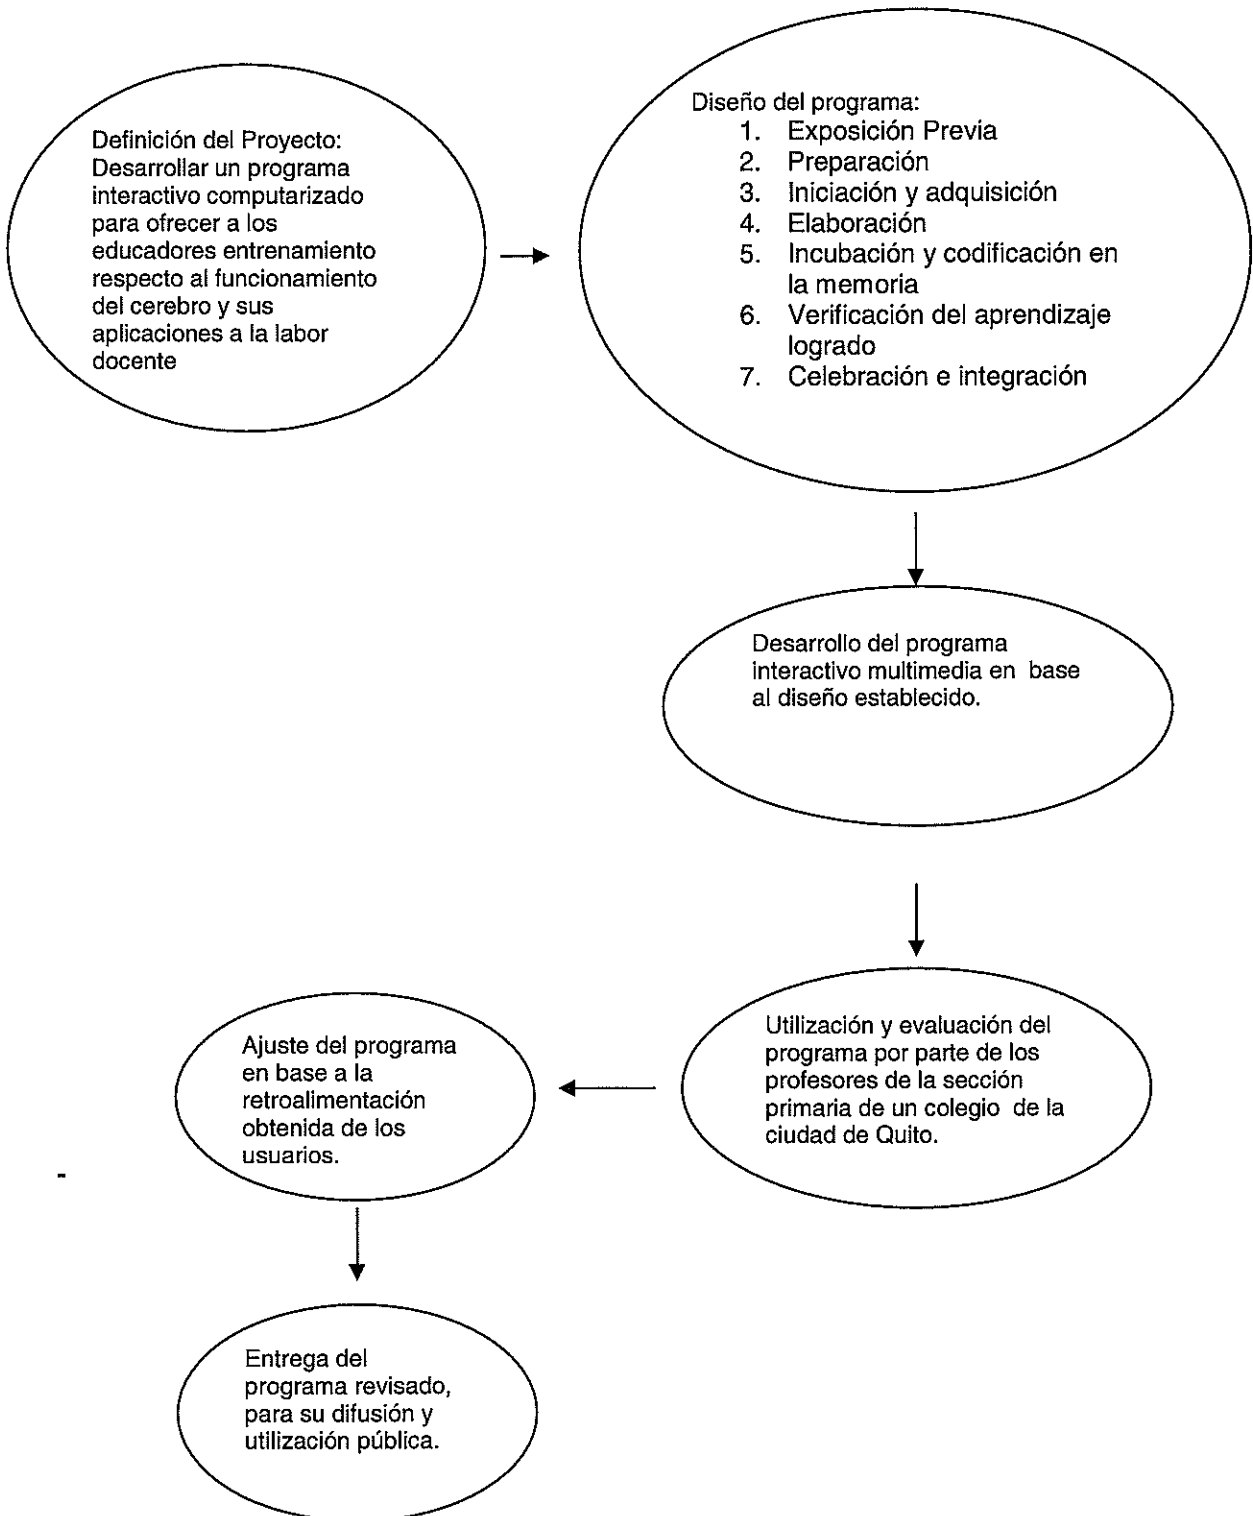 Definición del Proyecto:
Desarrollar un programa
interactivo computarizado
para ofrecer a los
educadores entrenamiento
respecto al funcionamiento
del cerebro y sus
aplicaciones a la labor
docente
Diseño del programa:
1. Exposición Previa
2. Preparación
3. Iniciación y adquisición
4. Elaboración
5. Incubación y codificación en
la memoria
6. Verificación del aprendizaje
logrado
7. Celebración e integración
Desarrollo del programa
interactivo multimedia en base
al diseño establecido.
Utilización y evaluación del
programa por parte de los
profesores de la sección
primaria de un colegio de la
ciudad de Quito.
Ajuste del programa
en base a la
retroalimentación
obtenida de los
usuarios.
Entrega del
programa revisado,
para su difusión y
utilización pública.